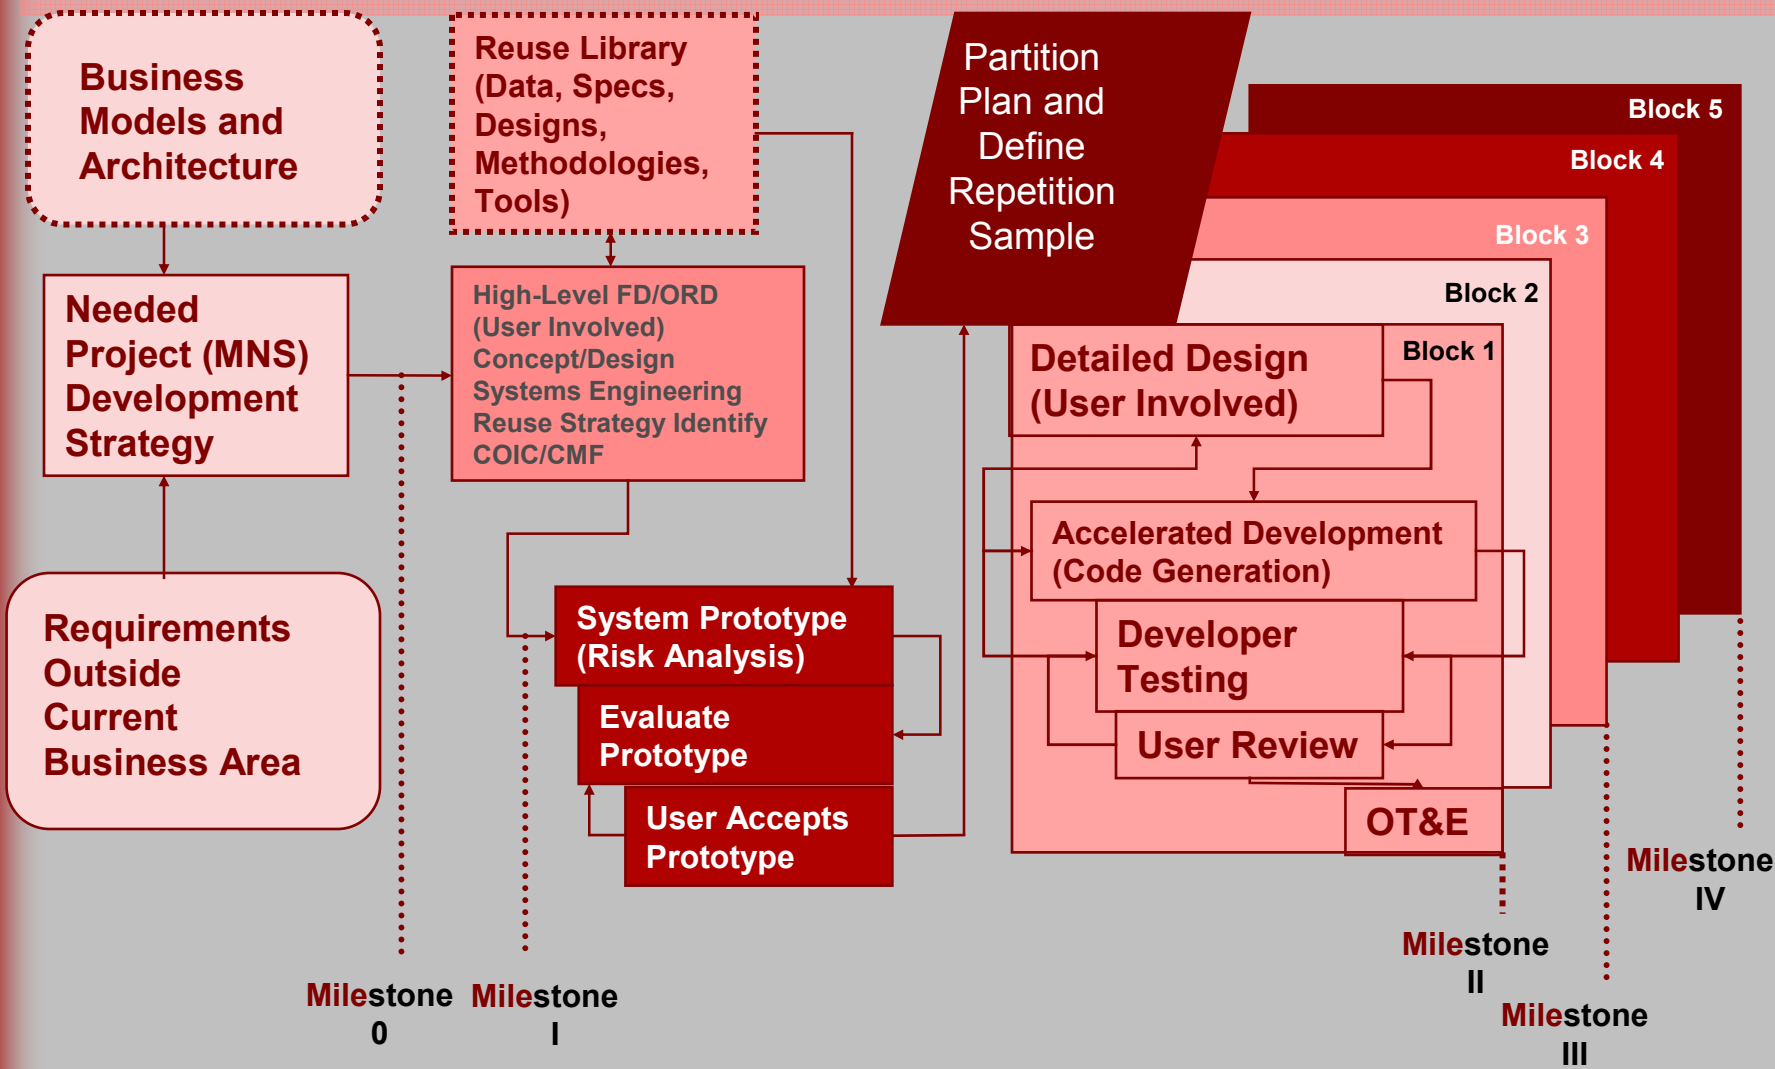 Business
Models and
Architecture
Reuse Library
(Data, Specs,
Designs,
Methodologies,
Tools)
Partition
Plan and
Define
Repetition
Sample
Block 5
Block 4
Block 3
Block 2
Block 1
Needed
Project (MNS)
Development
Strategy
High-Level FD/ORD
(User Involved)
Concept/Design
Systems Engineering
Reuse Strategy Identify
COIC/CMF
Detailed Design
(User Involved)
Accelerated Development
(Code Generation)
Developer
Testing
User Review
OT&E
Requirements
Outside
Current
Business Area
System Prototype
(Risk Analysis)
Evaluate
Prototype
User Accepts
Prototype
Milestone
0
Milestone
I
Milestone
II
Milestone
III
Milestone
IV